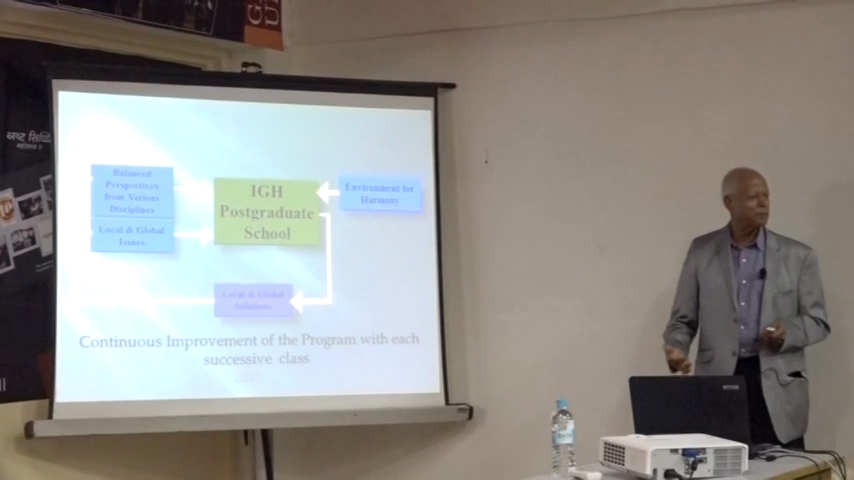 Balanced
Perspectives
from Various
Disciplines
Local & Global
Issues
IGH
Postgraduate
School
Environment for
Harmony
Local & Global
Solutions
Continuous Improvement of the Program with each
successive class